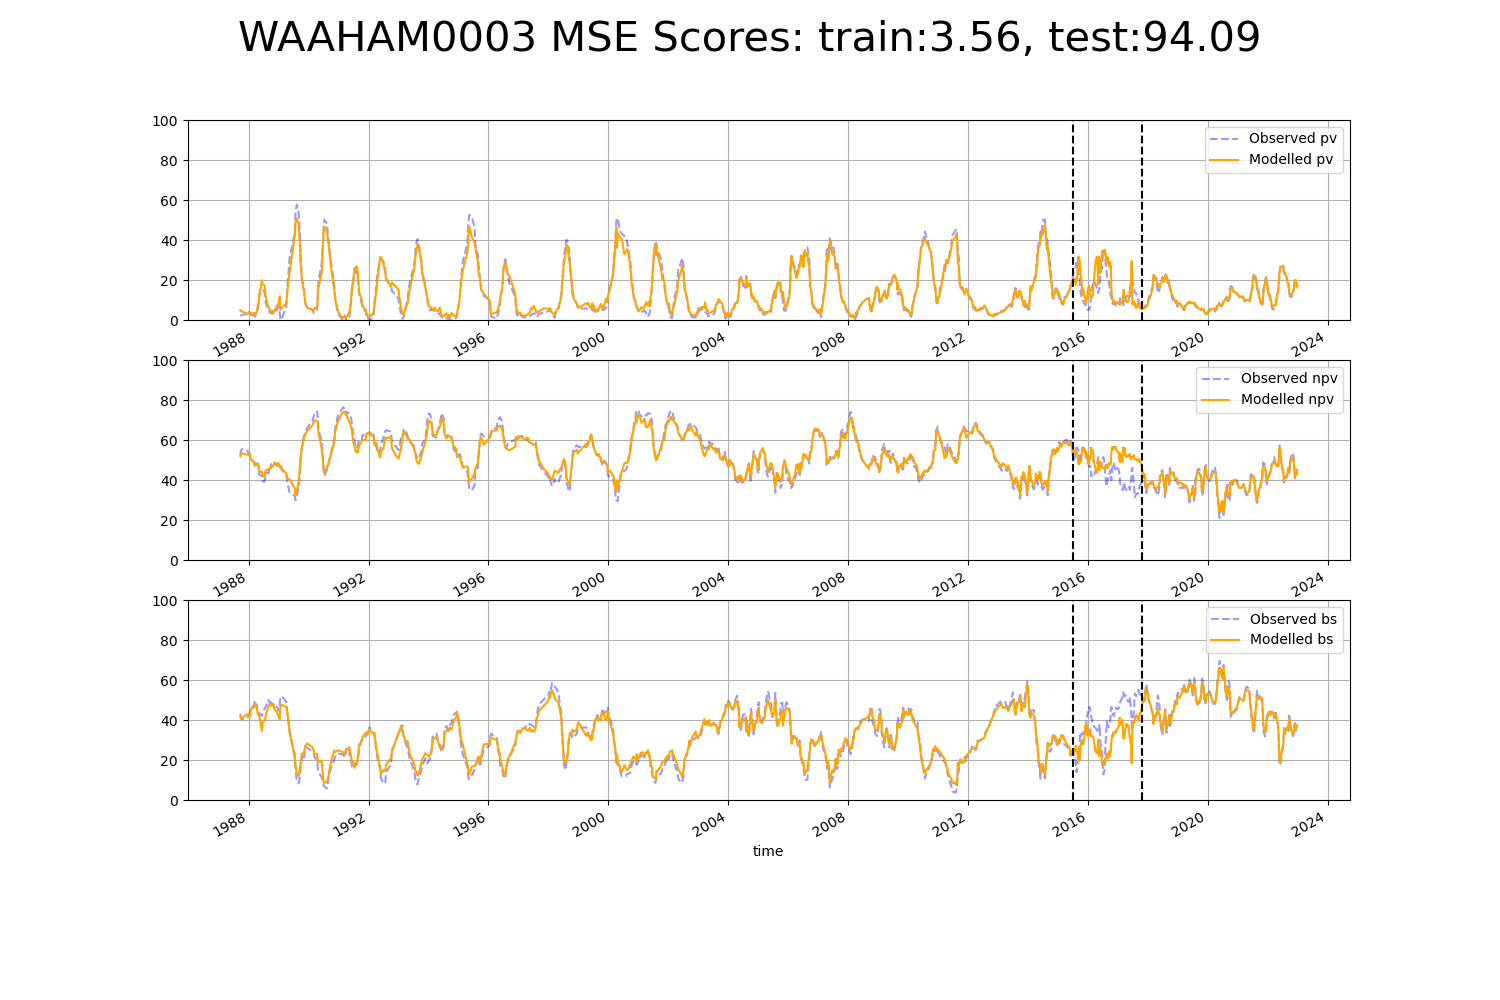 WAAHAM0003 MSE Scores: train:3.56, test:94.09
100
80
60
40
20
0
Observed pv
Modelled pv
1988 1992 1996 2000 2004 2008 2012 2016 2020 2024
100
80
60
40
20
0
Observed npv
Modelled npv
1988 1992 1996 2000 2004 2008 2012 2016 2020 2024
100
80
60
40
20
0
Observed bs
Modelled bs
1988 1992 1996 2000 2004 2008 2012 2016 2020 2024
time